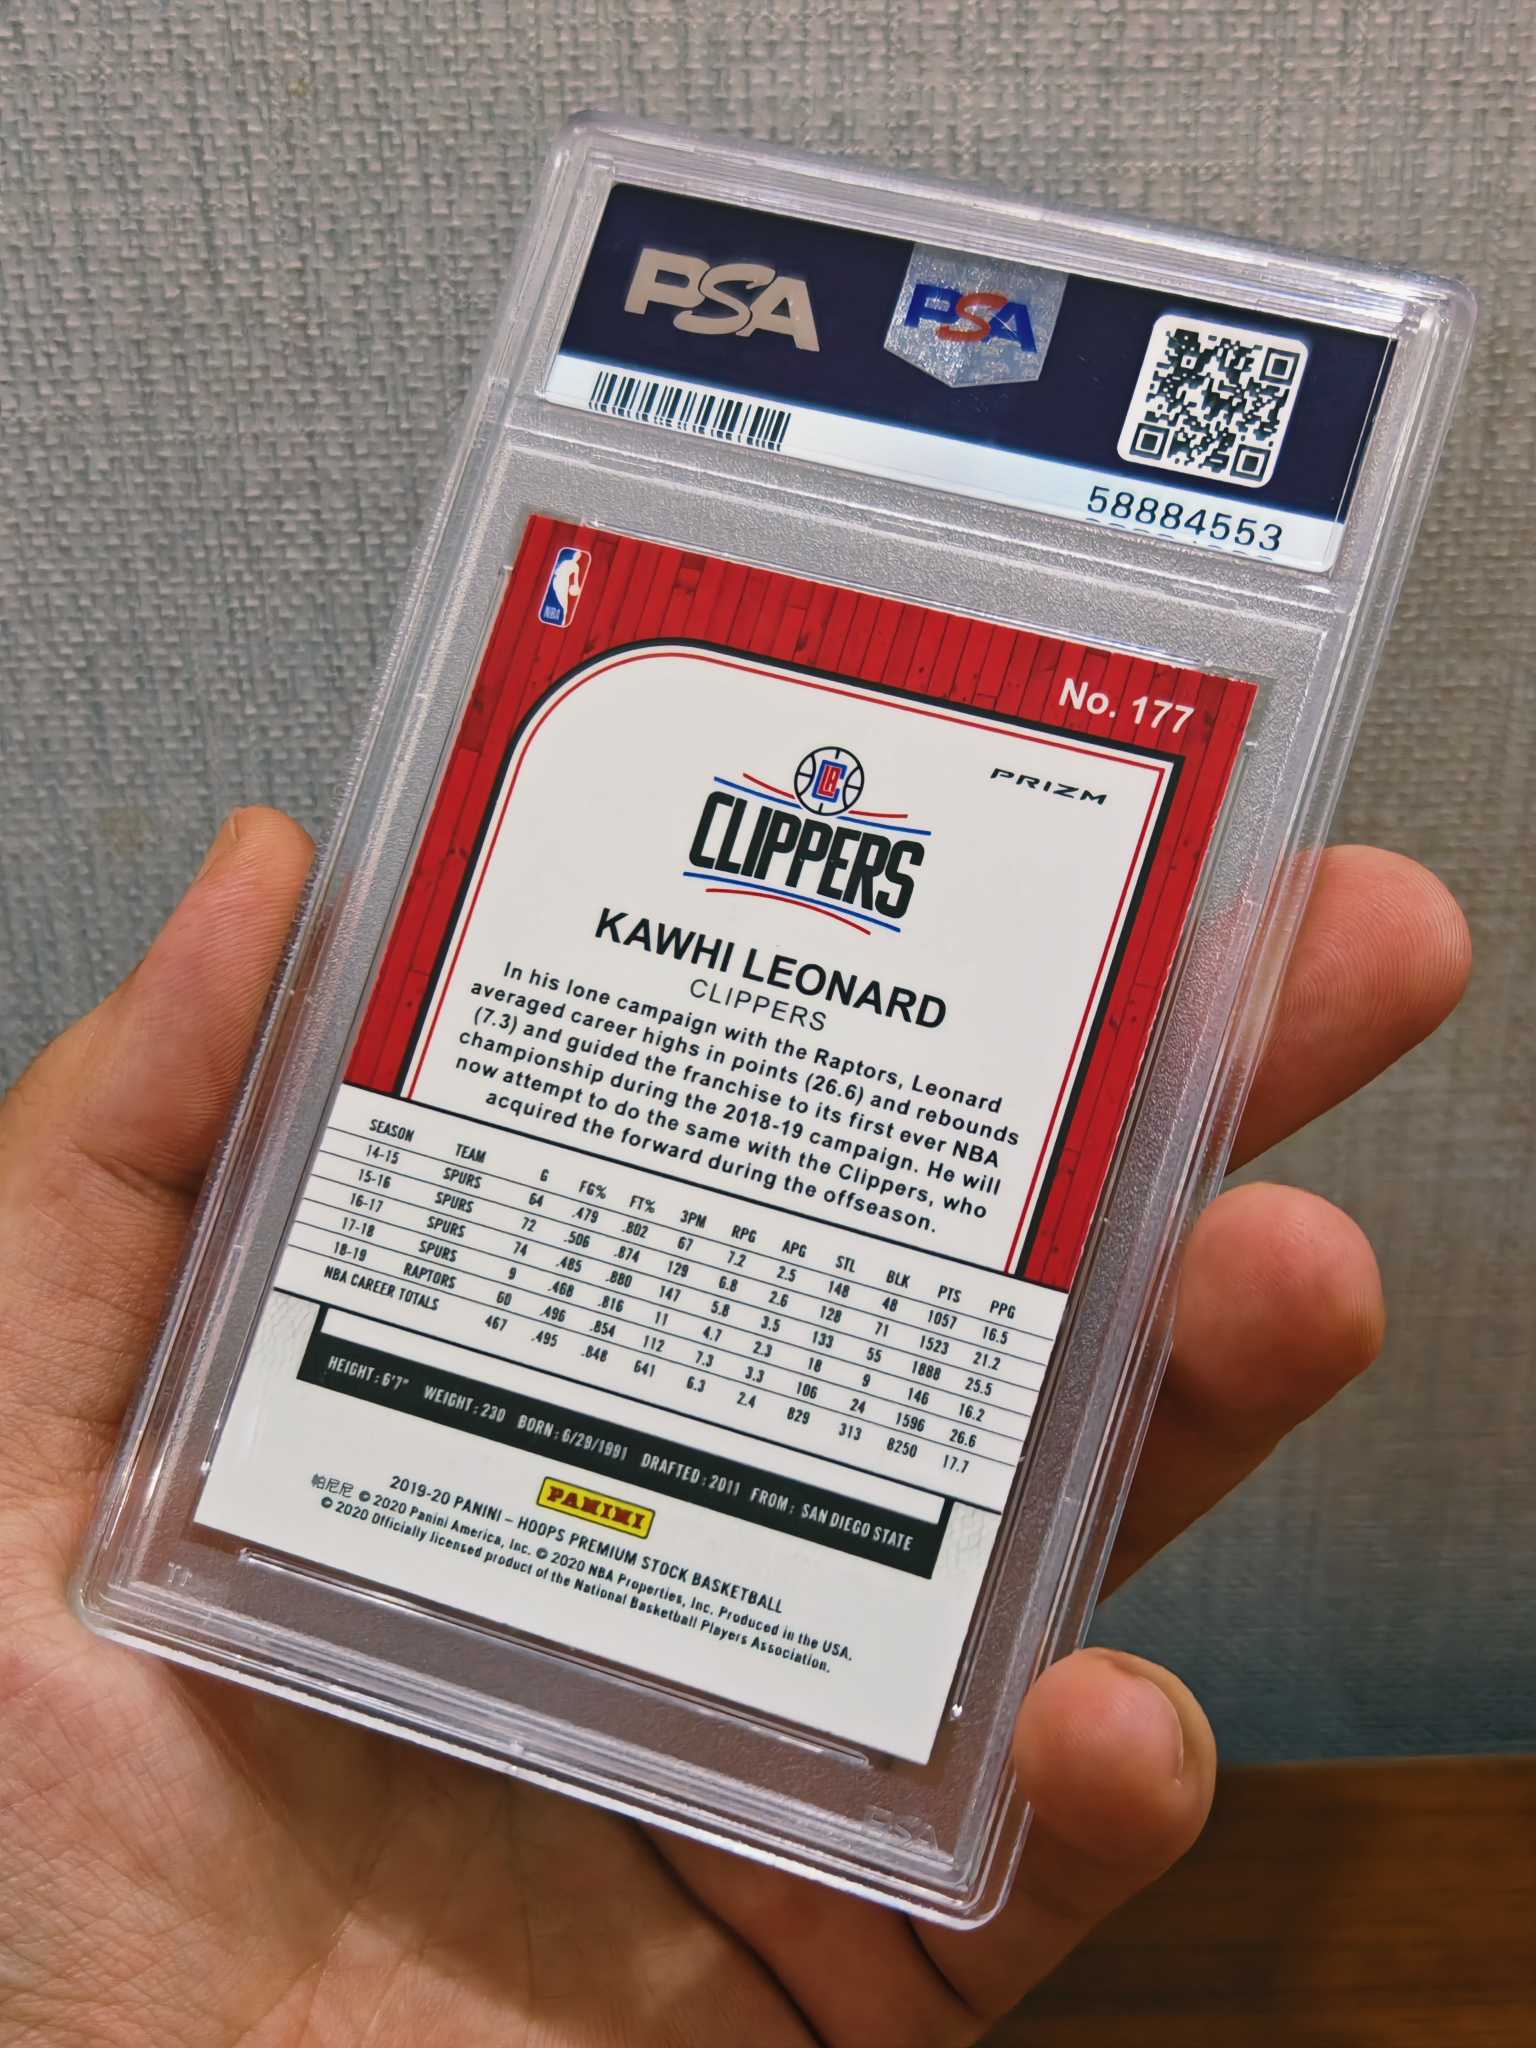 PSA
PSA
58884553
NBA
No. 177
PRIZM
LA
CLIPPERS
KAWHI LEONARD
CLIPPERS
In his lone campaign with the Raptors, Leonard
averaged career highs in points (26.6) and rebounds
(7.3) and guided the franchise to its first ever NBA
championship during the 2018-19 campaign. He will
now attempt to do the same with the Clippers, who
acquired the forward during the offseason.
SEASON TEAM G FG% FT% 3PM RPG APG STL BLK PTS PPG
14-15 SPURS 64 .479 .802 67 7.2 2.5 148 48 1057 16.5
15-16 SPURS 72 .506 .874 129 6.8 2.6 128 71 1523 21.2
16-17 SPURS 74 .485 .880 147 5.8 3.5 133 55 1888 25.5
17-18 SPURS 9 .468 .816 11 4.7 2.3 18 9 146 16.2
18-19 RAPTORS 60 .496 .854 112 7.3 3.3 106 24 1596 26.6
NBA CAREER TOTALS 467 .495 .848 641 6.3 2.4 829 313 8250 17.7
HEIGHT: 6'7" WEIGHT: 230 BORN: 6/29/1991 DRAFTED: 2011 FROM: SAN DIEGO STATE
PANINI
2019-20 PANINI – HOOPS PREMIUM STOCK BASKETBALL
帕尼尼 © 2020 Panini America, Inc. © 2020 NBA Properties, Inc. Produced in the USA.
© 2020 Officially licensed product of the National Basketball Players Association.
PSA